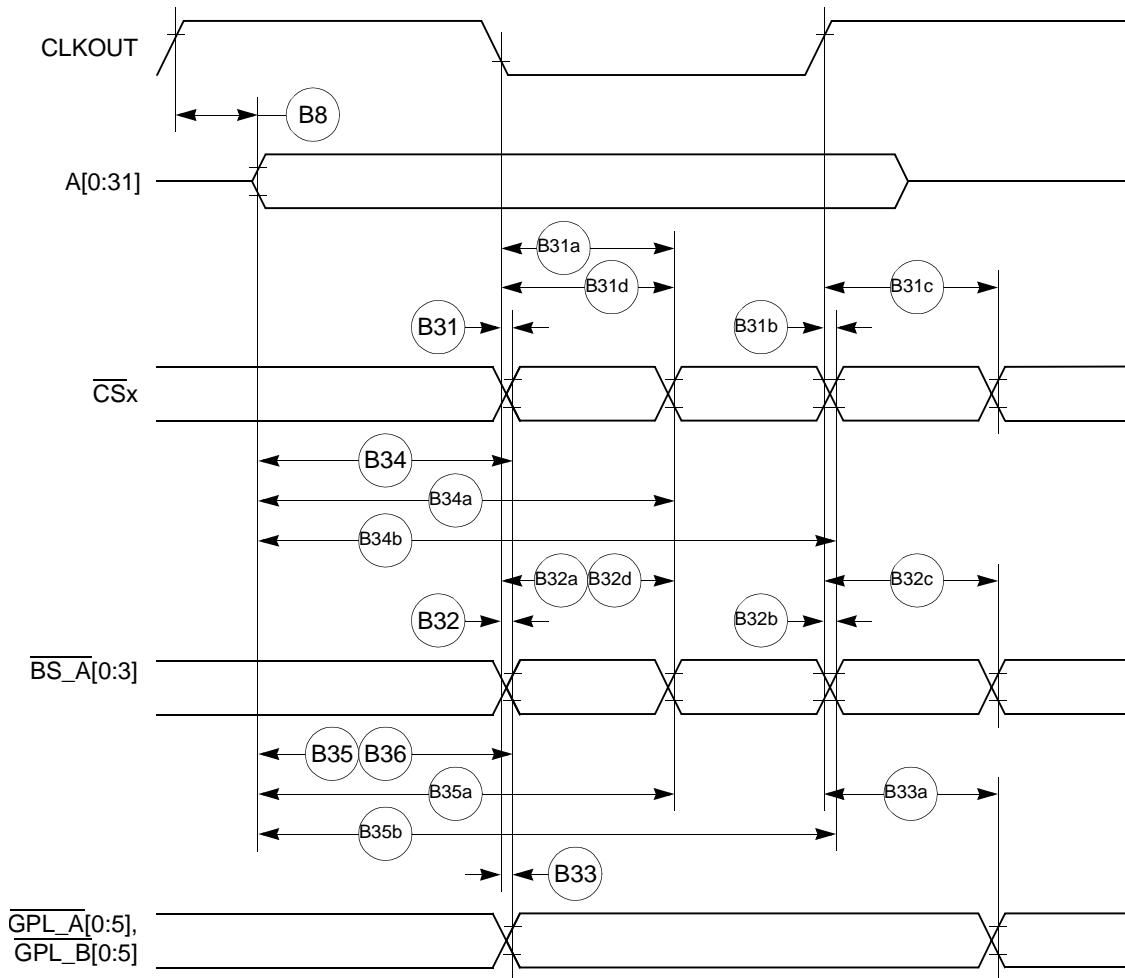 CLKOUT
B8
A[0:31]
B31a
B31d
B31c
B31
B31b
CSx
B34
B34a
B34b
B32a B32d
B32c
B32
B32b
BS_A[0:3]
B35 B36
B35a
B33a
B35b
B33
GPL_A[0:5],
GPL_B[0:5]